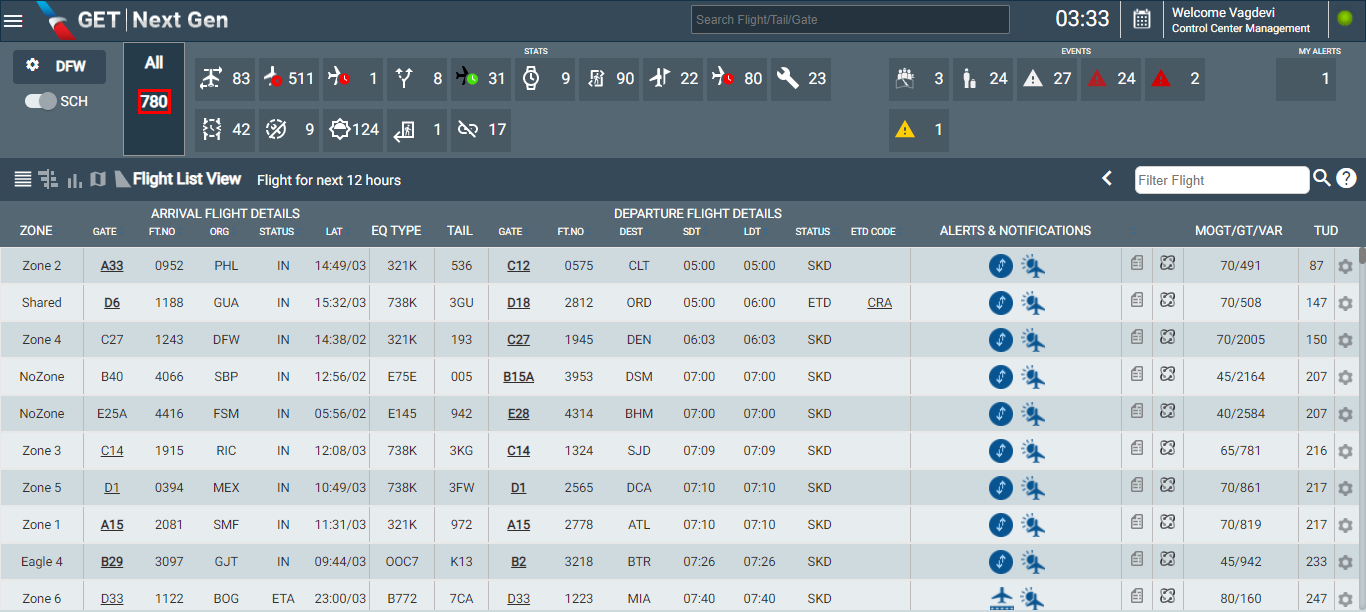 GET | Next Gen
Search Flight/Tail/Gate
03:33
Welcome Vagdevi
Control Center Management
STATS
EVENTS
MY ALERTS
DFW
SCH
All
780
83 511 1 8 31 9 90 22 80 23
3 24 27 24 2
1
42 9 124 1 17
1
Flight List View Flight for next 12 hours
Filter Flight
ARRIVAL FLIGHT DETAILS DEPARTURE FLIGHT DETAILS
ZONE GATE FT.NO ORG STATUS LAT EQ TYPE TAIL GATE FT.NO DEST SDT LDT STATUS ETD CODE ALERTS & NOTIFICATIONS MOGT/GT/VAR TUD
Zone 2 A33 0952 PHL IN 14:49/03 321K 536 C12 0575 CLT 05:00 05:00 SKD 70/491 87
Shared D6 1188 GUA IN 15:32/03 738K 3GU D18 2812 ORD 05:00 06:00 ETD CRA 70/508 147
Zone 4 C27 1243 DFW IN 14:38/02 321K 193 C27 1945 DEN 06:03 06:03 SKD 70/2005 150
NoZone B40 4066 SBP IN 12:56/02 E75E 005 B15A 3953 DSM 07:00 07:00 SKD 45/2164 207
NoZone E25A 4416 FSM IN 05:56/02 E145 942 E28 4314 BHM 07:00 07:00 SKD 40/2584 207
Zone 3 C14 1915 RIC IN 12:08/03 738K 3KG C14 1324 SJD 07:09 07:09 SKD 65/781 216
Zone 5 D1 0394 MEX IN 10:49/03 738K 3FW D1 2565 DCA 07:10 07:10 SKD 70/861 217
Zone 1 A15 2081 SMF IN 11:31/03 321K 972 A15 2778 ATL 07:10 07:10 SKD 70/819 217
Eagle 4 B29 3097 GJT IN 09:44/03 OOC7 K13 B2 3218 BTR 07:26 07:26 SKD 45/942 233
Zone 6 D33 1122 BOG ETA 23:00/03 B772 7CA D33 1223 MIA 07:40 07:40 SKD 80/160 247